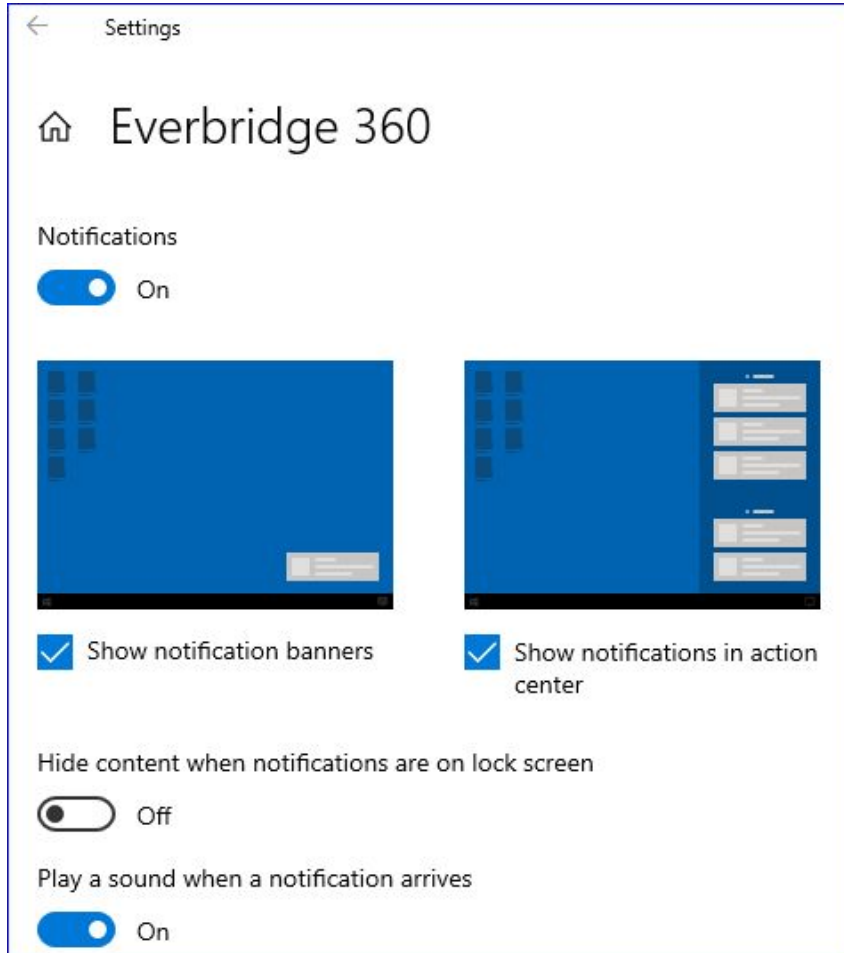 Settings
Everbridge 360
Notifications
On
Show notification banners
Show notifications in action
center
Hide content when notifications are on lock screen
Off
Play a sound when a notification arrives
On